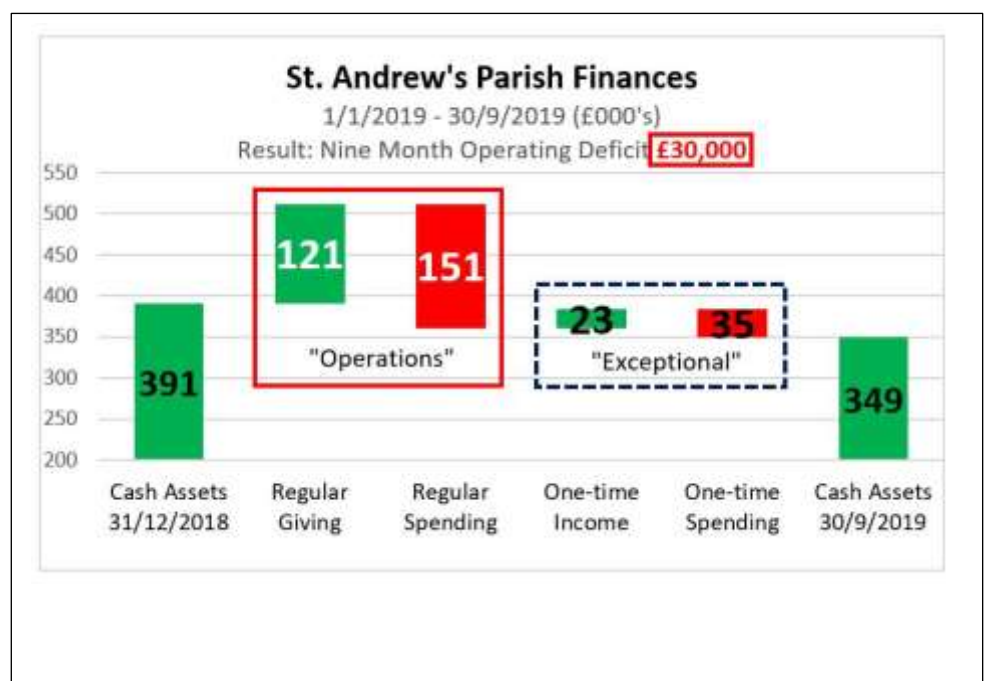 St. Andrew's Parish Finances
1/1/2019 - 30/9/2019 (£000's)
Result: Nine Month Operating Deficit £30,000
550
500
450
400
350
300
250
200
391
121
151
"Operations"
23
35
"Exceptional"
349
Cash Assets
31/12/2018
Regular
Giving
Regular
Spending
One-time
Income
One-time
Spending
Cash Assets
30/9/2019